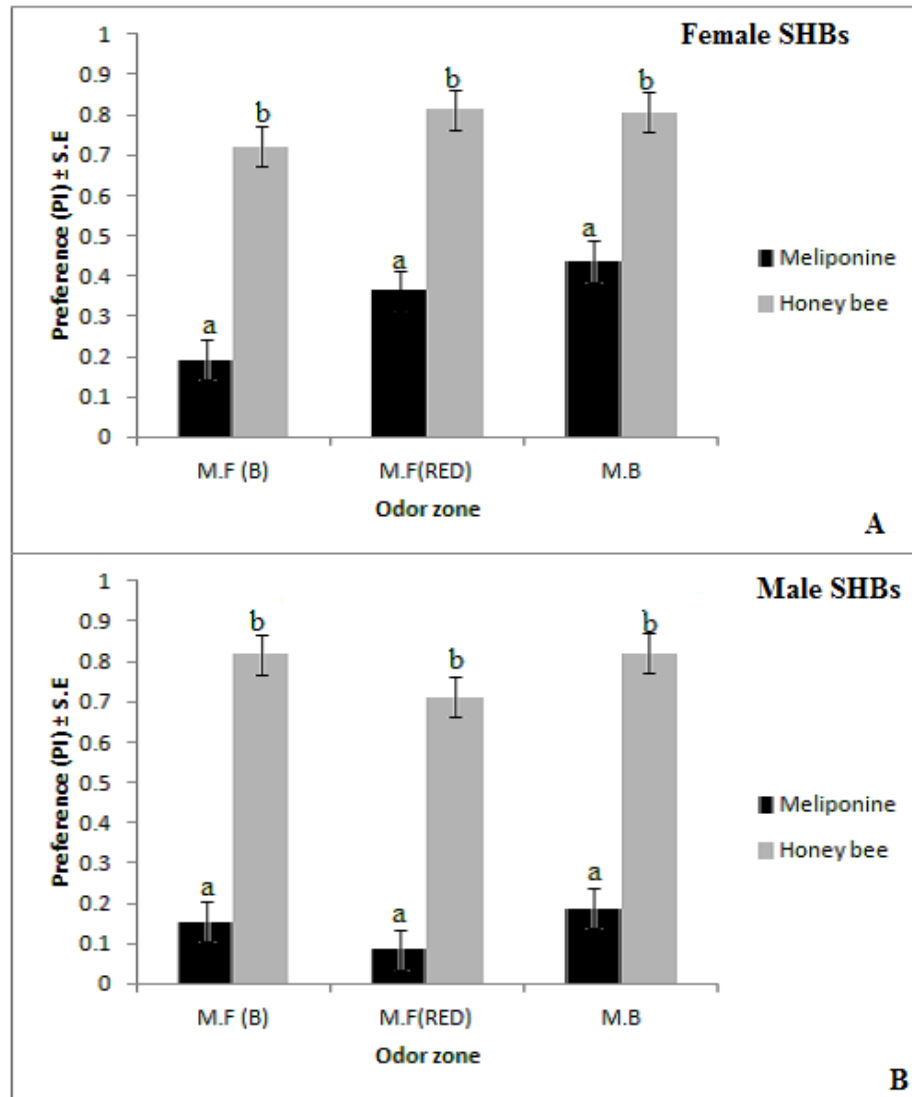 Female SHBs
Preference (PI) ± S.E
1
0.9
0.8
0.7
0.6
0.5
0.4
0.3
0.2
0.1
0
a
b
a
b
a
b
M.F (B)
M.F(RED)
M.B
Odor zone
Meliponine
Honey bee
A
Male SHBs
Preference (PI) ± S.E
1
0.9
0.8
0.7
0.6
0.5
0.4
0.3
0.2
0.1
0
a
b
a
b
a
b
M.F (B)
M.F(RED)
M.B
Odor zone
Meliponine
Honey bee
B